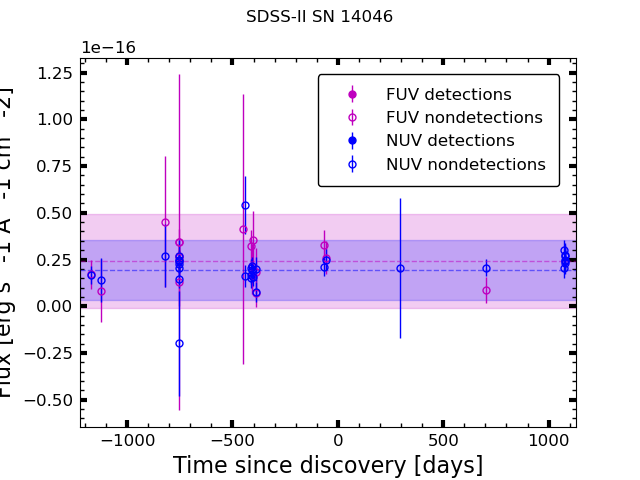 SDSS-II SN 14046
1e−16
FUV detections
FUV nondetections
NUV detections
NUV nondetections
1.25
1.00
0.75
0.50
0.25
0.00
−0.25
−0.50
Flux [erg s -1 A -1 cm -2]
−1000 −500 0 500 1000
Time since discovery [days]